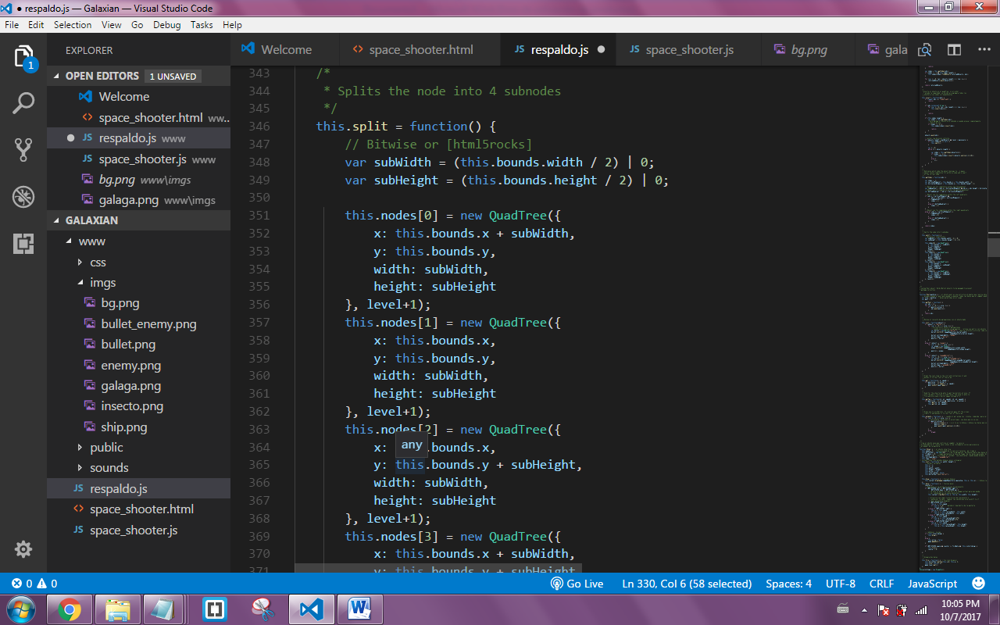 ● respaldo.js — Galaxian — Visual Studio Code
File Edit Selection View Go Debug Tasks Help
1
EXPLORER
OPEN EDITORS 1 UNSAVED
Welcome
space_shooter.html ww...
respaldo.js www
space_shooter.js www
bg.png www\imgs
galaga.png www\imgs
GALAXIAN
www
css
imgs
bg.png
bullet_enemy.png
bullet.png
enemy.png
galaga.png
insecto.png
ship.png
public
sounds
JS respaldo.js
space_shooter.html
JS space_shooter.js
Welcome <> space_shooter.html JS respaldo.js ● JS space_shooter.js bg.png gala
343 /*
344 * Splits the node into 4 subnodes
345 */
346 this.split = function() {
347 // Bitwise or [html5rocks]
348 var subWidth = (this.bounds.width / 2) | 0;
349 var subHeight = (this.bounds.height / 2) | 0;
350
351 this.nodes[0] = new QuadTree({
352 x: this.bounds.x + subWidth,
353 y: this.bounds.y,
354 width: subWidth,
355 height: subHeight
356 }, level+1);
357 this.nodes[1] = new QuadTree({
358 x: this.bounds.x,
359 y: this.bounds.y,
360 width: subWidth,
361 height: subHeight
362 }, level+1);
363 this.nodes[2] = new QuadTree({
any
364 x: .bounds.x,
365 y: this.bounds.y + subHeight,
366 width: subWidth,
367 height: subHeight
368 }, level+1);
369 this.nodes[3] = new QuadTree({
370 x: this.bounds.x + subWidth,
371 y: this.bounds.y + subHeight
0 0 Go Live Ln 330, Col 6 (58 selected) Spaces: 4 UTF-8 CRLF JavaScript
10:05 PM
10/7/2017